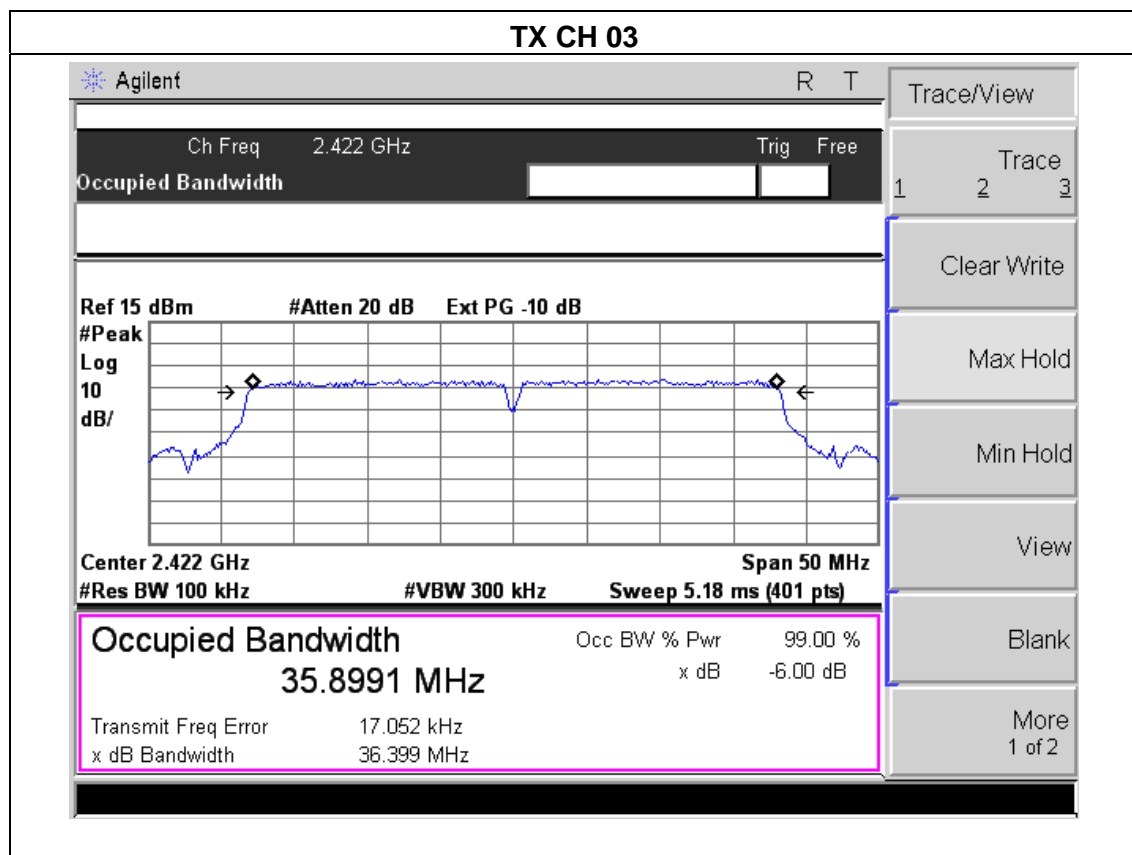 TX CH 03
Agilent R T
Trace/View
Ch Freq 2.422 GHz Trig Free
Occupied Bandwidth
Trace
1 2 3
Clear Write
Ref 15 dBm #Atten 20 dB Ext PG -10 dB
#Peak
Log
10
dB/
Max Hold
Min Hold
View
Center 2.422 GHz Span 50 MHz
#Res BW 100 kHz #VBW 300 kHz Sweep 5.18 ms (401 pts)
Occupied Bandwidth Occ BW % Pwr 99.00 %
35.8991 MHz x dB -6.00 dB
Blank
Transmit Freq Error 17.052 kHz
x dB Bandwidth 36.399 MHz
More
1 of 2